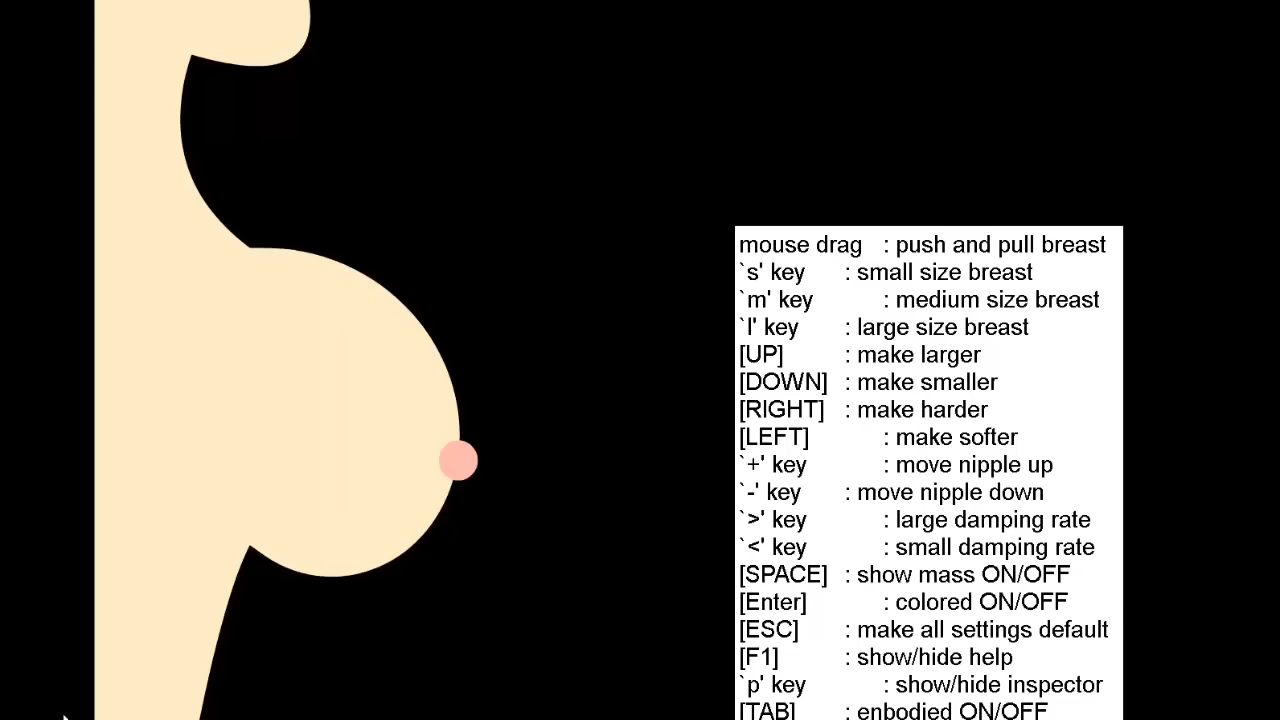 mouse drag : push and pull breast
`s' key : small size breast
`m' key : medium size breast
`l' key : large size breast
[UP] : make larger
[DOWN] : make smaller
[RIGHT] : make harder
[LEFT] : make softer
`+' key : move nipple up
`-' key : move nipple down
`>' key : large damping rate
`<' key : small damping rate
[SPACE] : show mass ON/OFF
[Enter] : colored ON/OFF
[ESC] : make all settings default
[F1] : show/hide help
`p' key : show/hide inspector
[TAB] : enbodied ON/OFF